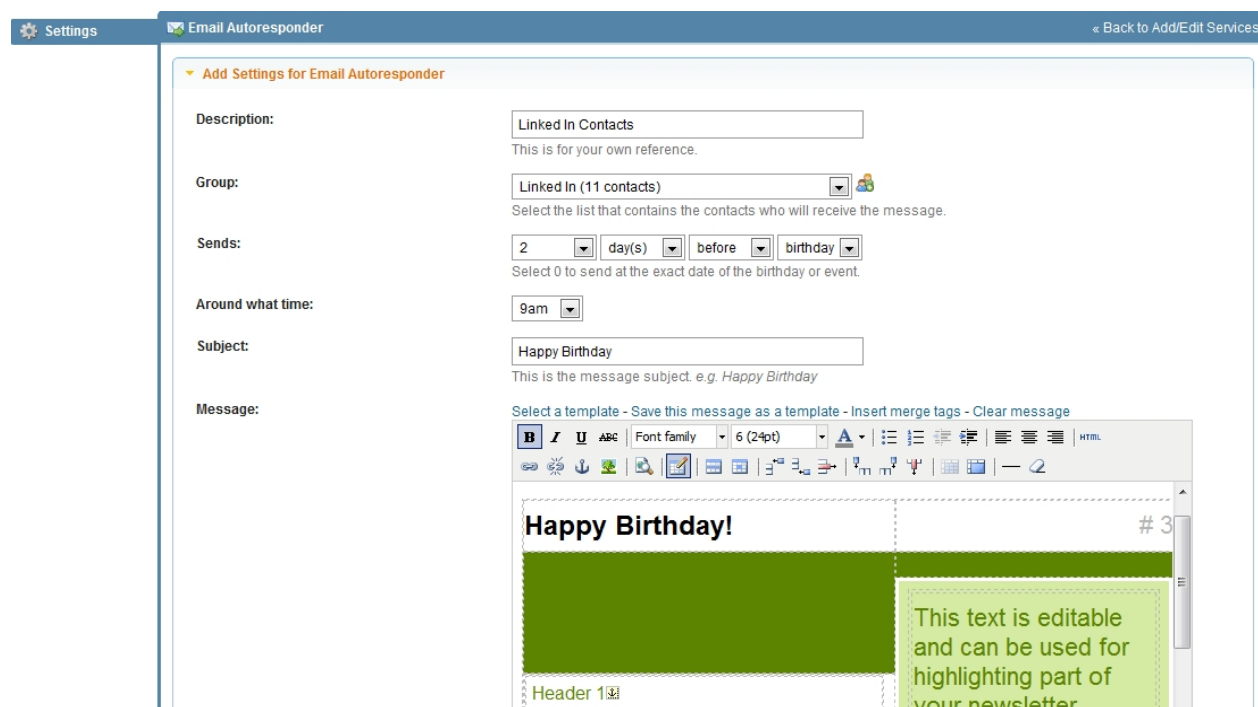 Settings
Email Autoresponder
« Back to Add/Edit Services
Add Settings for Email Autoresponder
Description:
Linked In Contacts
This is for your own reference.
Group:
Linked In (11 contacts)
Select the list that contains the contacts who will receive the message.
Sends:
2 day(s) before birthday
Select 0 to send at the exact date of the birthday or event.
Around what time:
9am
Subject:
Happy Birthday
This is the message subject. e.g. Happy Birthday
Message:
Select a template - Save this message as a template - Insert merge tags - Clear message
B I U ABC Font family 6 (24pt) A HTML
Happy Birthday!
# 3
This text is editable
and can be used for
highlighting part of
your newsletter
Header 1